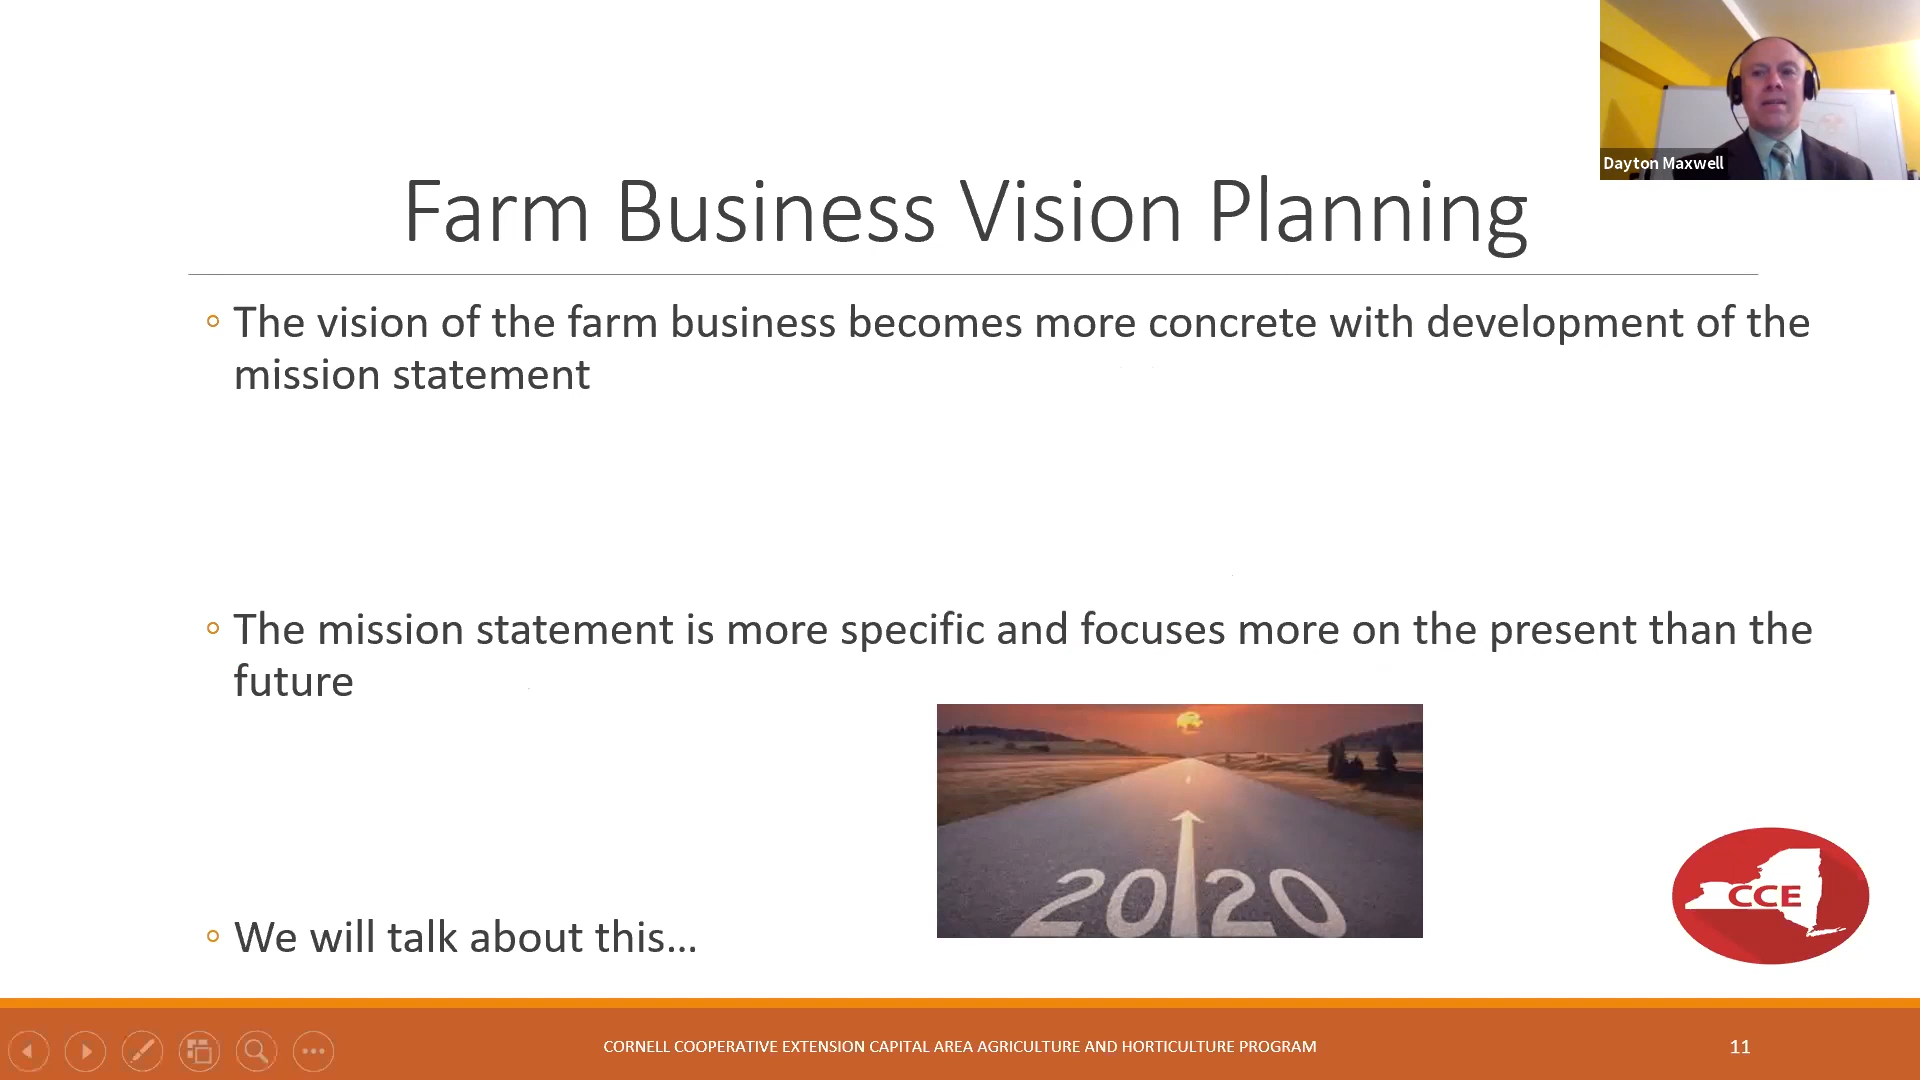 Dayton Maxwell
Farm Business Vision Planning
The vision of the farm business becomes more concrete with development of the
mission statement
The mission statement is more specific and focuses more on the present than the
future
2020
We will talk about this...
CCE
CORNELL COOPERATIVE EXTENSION CAPITAL AREA AGRICULTURE AND HORTICULTURE PROGRAM
11